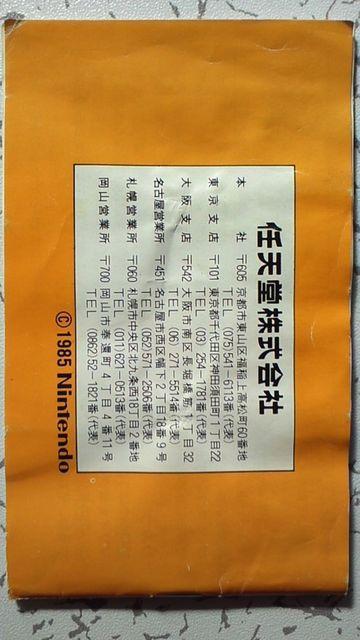 任天堂株式会社
本　　社　〒605 京都市東山区福稲上高松町60番地
TEL (075)541－6113番(代表)
東京支店　〒101 東京都千代田区神田須田町1丁目22
TEL (03) 254－1781番(代表)
大阪支店　〒542 大阪市南区長堀橋筋1丁目32
TEL (06) 271－5514番(代表)
名古屋営業所　〒451 名古屋市西区幅下2丁目18番9号
TEL (052)571－2506番(代表)
札幌営業所　〒060 札幌市中央区北九条西18丁目2番地
TEL (011)621－0513番(代表)
岡山営業所　〒700 岡山市奉還町4丁目4番11号
TEL (0862)52－1821番(代表)
© 1985 Nintendo